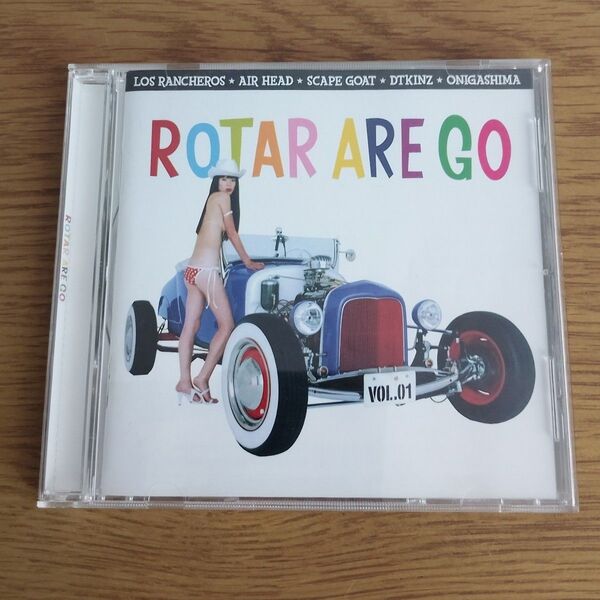 LOS RANCHEROS ★ AIR HEAD ★ SCAPE GOAT ★ DTKINZ ★ ONIGASHIMA
ROTAR ARE GO
VOL.01
ROTAR ARE GO